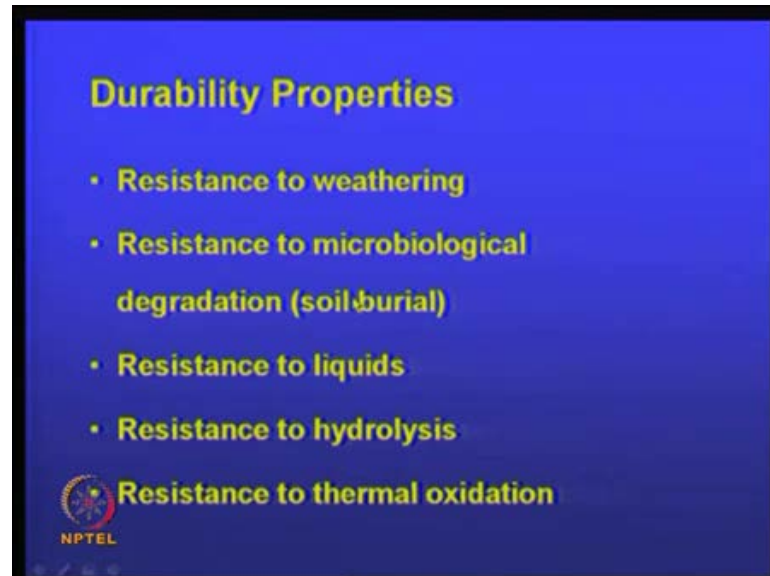 Durability Properties
• Resistance to weathering
• Resistance to microbiological
degradation (soil burial)
• Resistance to liquids
• Resistance to hydrolysis
• Resistance to thermal oxidation
NPTEL